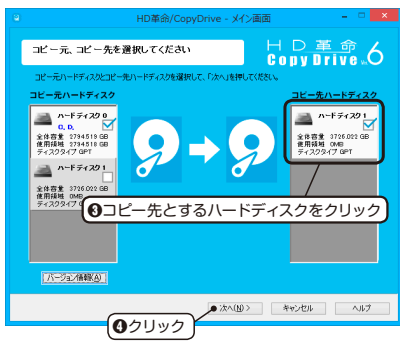 HD革命/CopyDrive - メイン画面
コピー元、コピー先を選択してください
HD革命
CopyDrive Ver.6
コピー元ハードディスクとコピー先ハードディスクを選択して、「次へ」を押してください。
コピー元ハードディスク
ハードディスク 0
C, D,
全体容量 2794.519 GB
使用領域 2794.518 GB
ディスクタイプ GPT
ハードディスク 1
全体容量 3726.022 GB
使用領域 0MB
ディスクタイプ G
コピー先ハードディスク
ハードディスク 1
全体容量 3726.022 GB
使用領域 0MB
ディスクタイプ GPT
❸コピー先とするハードディスクをクリック
バージョン情報(A)
次へ(N) >
キャンセル
ヘルプ
❹クリック